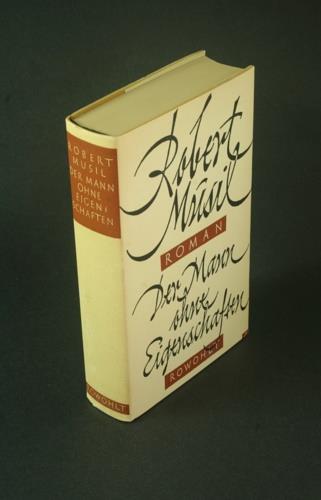 ROBERT
MUSIL
DER MANN
OHNE
EIGEN-
SCHAFTEN
ROWOHLT
Robert
Musil
ROMAN
Der Mann
ohne
Eigenschaften
ROWOHLT